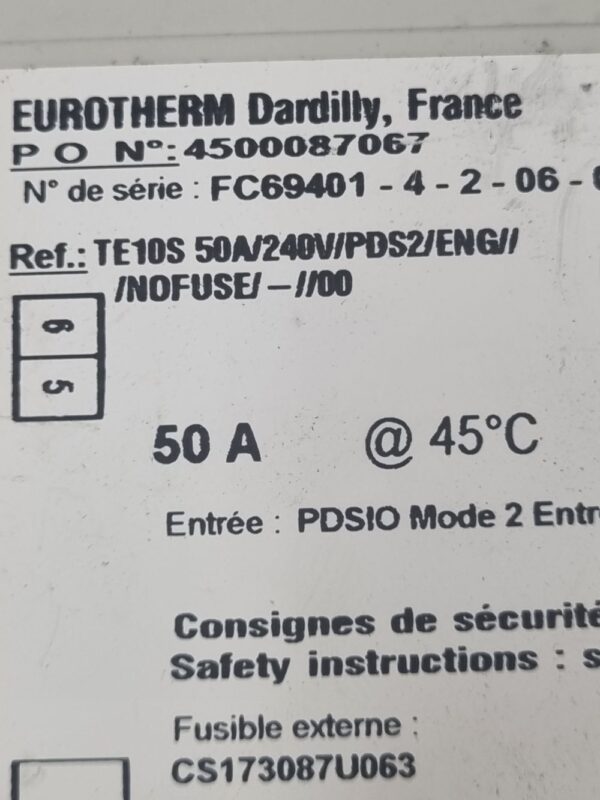 EUROTHERM Dardilly, France
P O N°: 4500087067
N° de série : FC69401 - 4 - 2 - 06 -
Ref.: TE10S 50A/240V/PDS2/ENG//
/NOFUSE/ – //00
6
5
50 A @ 45°C
Entrée : PDSIO Mode 2 Entr
Consignes de sécurité
Safety instructions : s
Fusible externe :
CS173087U063